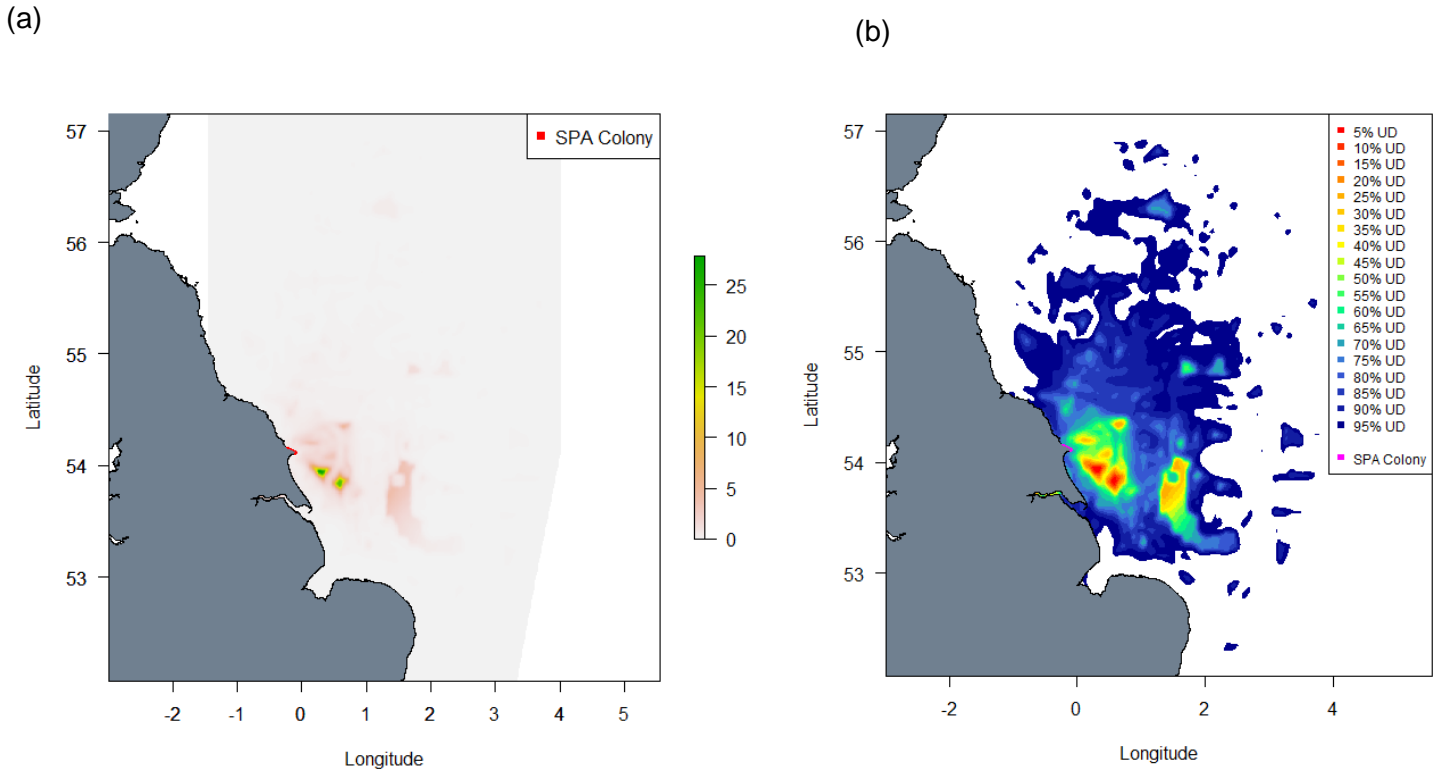 (a)
SPA Colony
57
56
55
54
53
Latitude
-2 -1 0 1 2 3 4 5
Longitude
25
20
15
10
5
0
(b)
5% UD
10% UD
15% UD
20% UD
25% UD
30% UD
35% UD
40% UD
45% UD
50% UD
55% UD
60% UD
65% UD
70% UD
75% UD
80% UD
85% UD
90% UD
95% UD
SPA Colony
57
56
55
54
53
Latitude
-2 0 2 4
Longitude